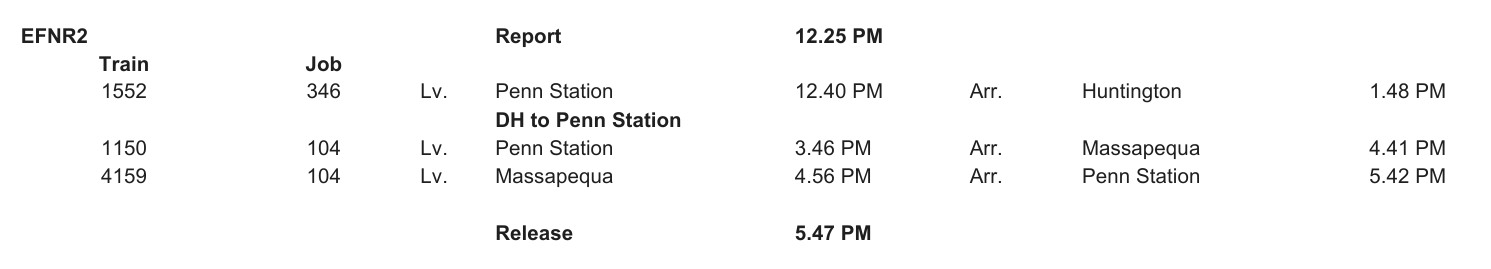 EFNR2 Report 12.25 PM
Train Job
1552 346 Lv. Penn Station 12.40 PM Arr. Huntington 1.48 PM
DH to Penn Station
1150 104 Lv. Penn Station 3.46 PM Arr. Massapequa 4.41 PM
4159 104 Lv. Massapequa 4.56 PM Arr. Penn Station 5.42 PM
Release 5.47 PM